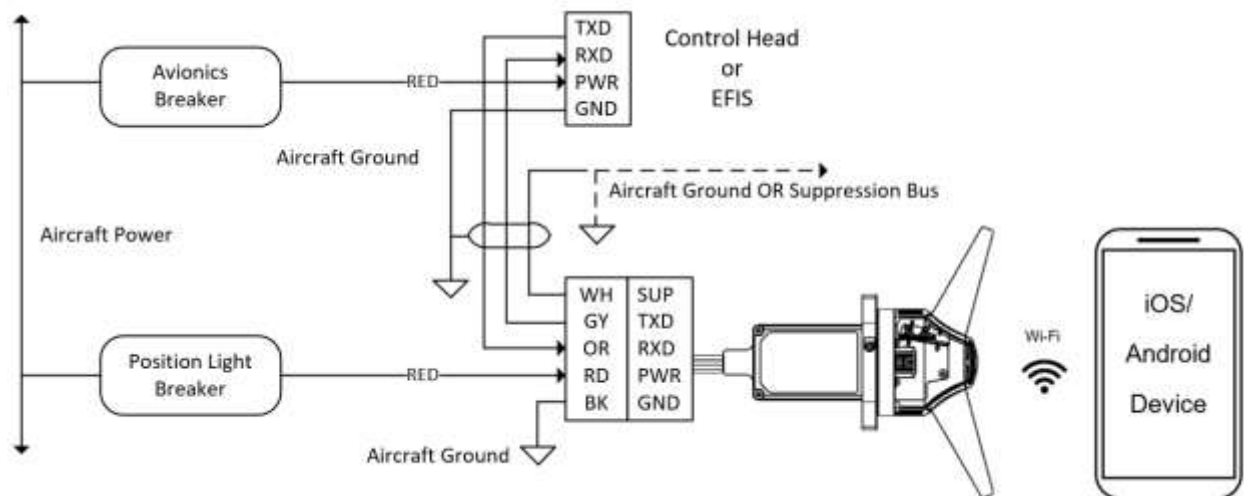 TXD
RXD
PWR
GND
Control Head
or
EFIS
Avionics
Breaker
RED
Aircraft Ground
Aircraft Ground OR Suppression Bus
Aircraft Power
WH SUP
GY TXD
OR RXD
RD PWR
BK GND
Position Light
Breaker
RED
Aircraft Ground
Wi-Fi
iOS/
Android
Device